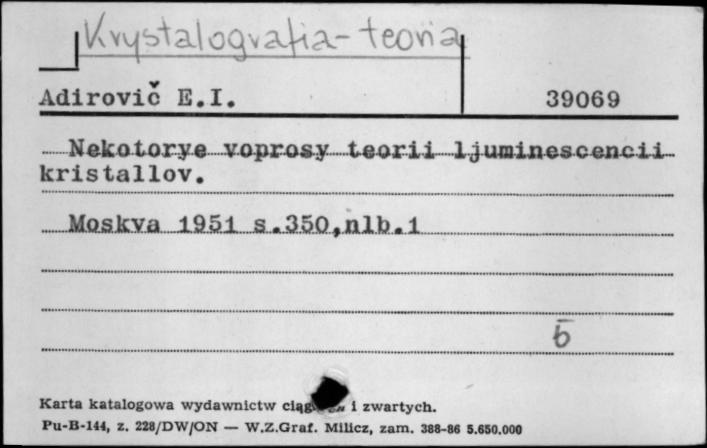 Krystalografia - teoria
Adirovič E.I. 39069
Nekotorye voprosy teorii ljuminescencii
kristallov.
Moskva 1951 s.350,nlb.1
b
Karta katalogowa wydawnictw i zwartych.
Pu-B-144, z. 228/DW/ON — W.Z.Graf. Milicz, zam. 388-86 5.650.000